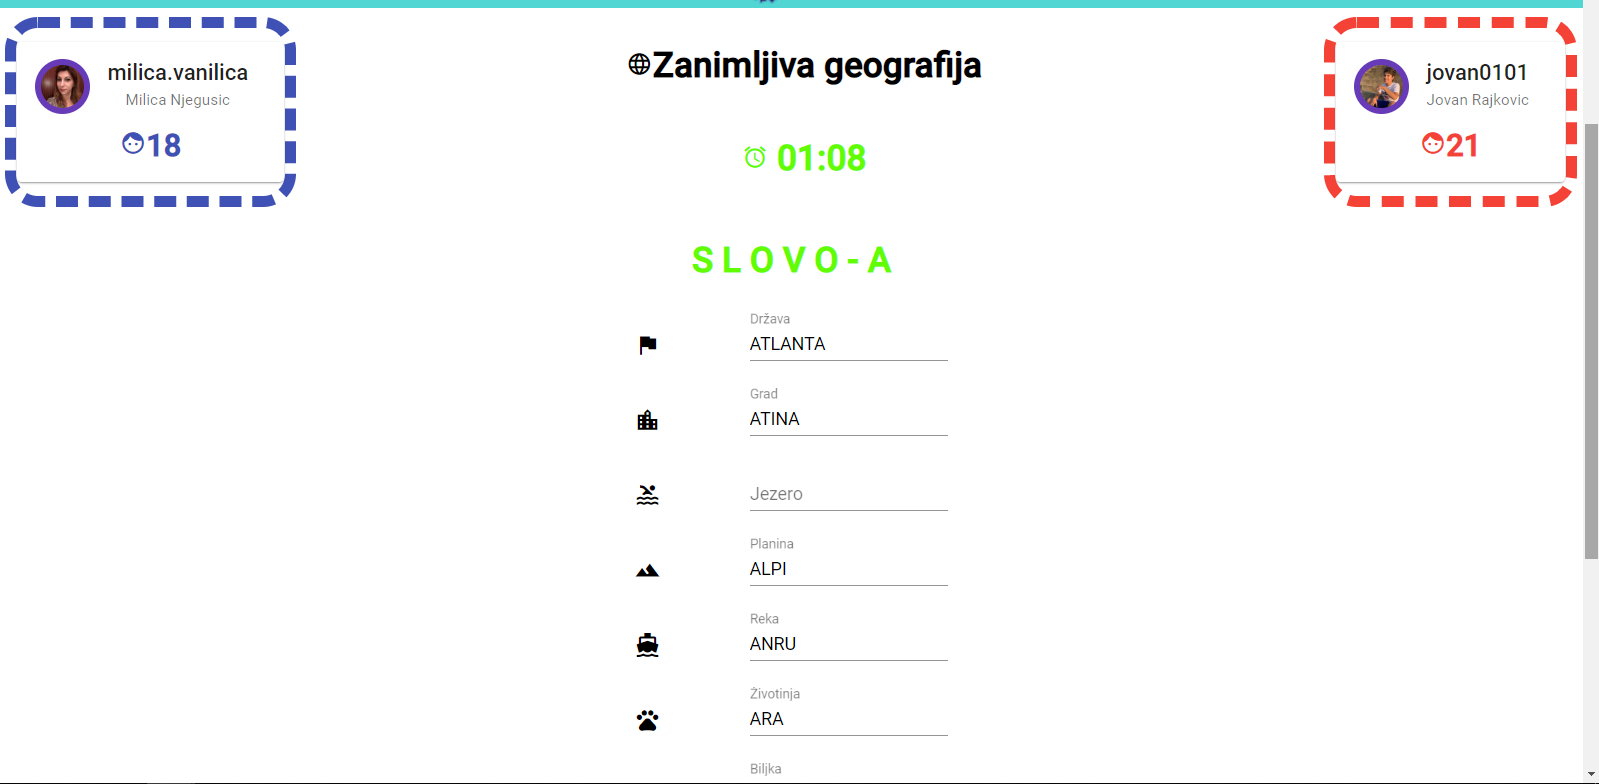 milica.vanilica
Milica Njegusic
18
Zanimljiva geografija
jovan0101
Jovan Rajkovic
21
01:08
SLOVO-A
Država
ATLANTA
Grad
ATINA
Jezero
Planina
ALPI
Reka
ANRU
Životinja
ARA
Biljka